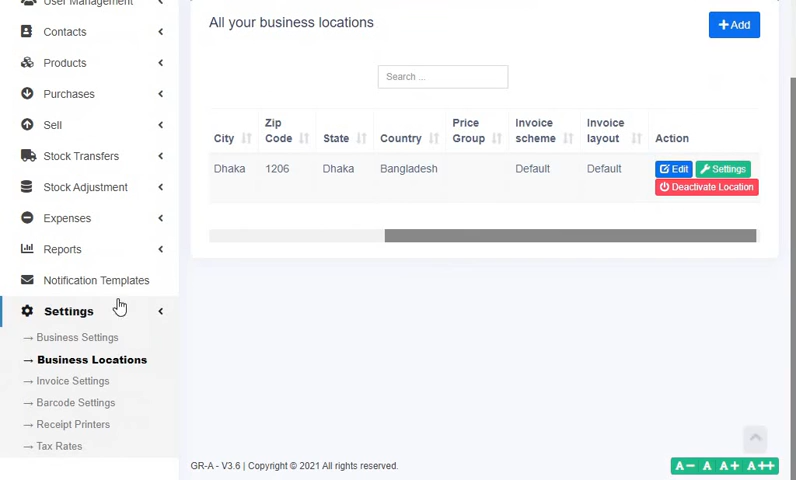 User Management
Contacts
Products
Purchases
Sell
Stock Transfers
Stock Adjustment
Expenses
Reports
Notification Templates
Settings
→ Business Settings
→ Business Locations
→ Invoice Settings
→ Barcode Settings
→ Receipt Printers
→ Tax Rates
All your business locations
+ Add
Search ...
City Zip Code State Country Price Group Invoice scheme Invoice layout Action
Dhaka 1206 Dhaka Bangladesh Default Default Edit Settings
Deactivate Location
GR-A - V3.6 | Copyright © 2021 All rights reserved.
A- A A+ A++